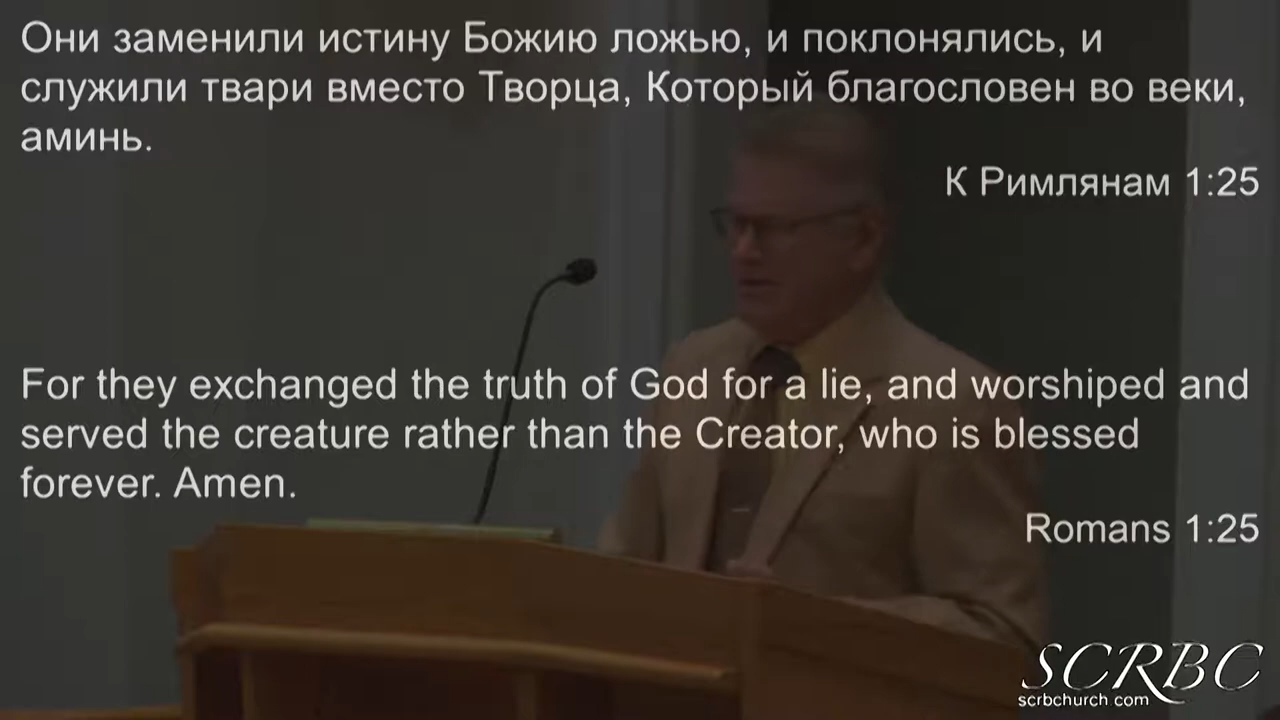 Они заменили истину Божию ложью, и поклонялись, и
служили твари вместо Творца, Который благословен во веки,
аминь.
К Римлянам 1:25
For they exchanged the truth of God for a lie, and worshiped and
served the creature rather than the Creator, who is blessed
forever. Amen.
Romans 1:25
SCRBC
scrbchurch.com